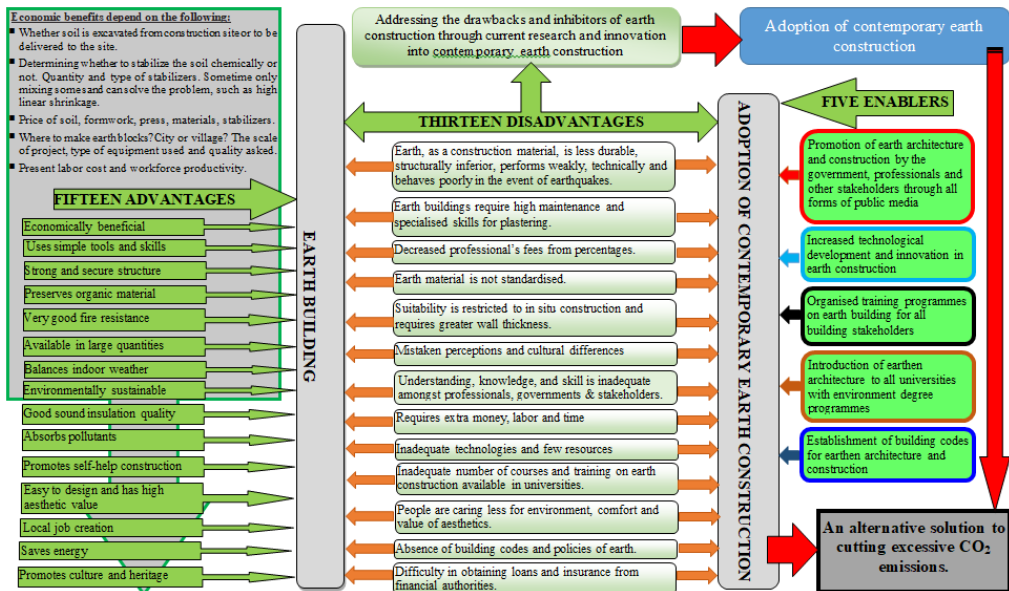 Economic benefits depend on the following:
▪ Whether soil is excavated from construction site or to be
delivered to the site.
▪ Determining whether to stabilize the soil chemically or
not. Quantity and type of stabilizers. Sometime only
mixing some sand can solve the problem, such as high
linear shrinkage.
▪ Price of soil, formwork, press, materials, stabilizers.
▪ Where to make earth blocks? City or village? The scale
of project, type of equipment used and quality asked.
▪ Present labor cost and workforce productivity.
FIFTEEN ADVANTAGES
Economically beneficial
Uses simple tools and skills
Strong and secure structure
Preserves organic material
Very good fire resistance
Available in large quantities
Balances indoor weather
Environmentally sustainable
Good sound insulation quality
Absorbs pollutants
Promotes self-help construction
Easy to design and has high
aesthetic value
Local job creation
Saves energy
Promotes culture and heritage
EARTH BUILDING
Addressing the drawbacks and inhibitors of earth
construction through current research and innovation
into contemporary earth construction
THIRTEEN DISADVANTAGES
Earth, as a construction material, is less durable,
structurally inferior, performs weakly, technically and
behaves poorly in the event of earthquakes.
Earth buildings require high maintenance and
specialised skills for plastering.
Decreased professional's fees from percentages.
Earth material is not standardised.
Suitability is restricted to in situ construction and
requires greater wall thickness.
Mistaken perceptions and cultural differences
Understanding, knowledge, and skill is inadequate
amongst professionals, governments & stakeholders.
Requires extra money, labor and time
Inadequate technologies and few resources
Inadequate number of courses and training on earth
construction available in universities.
People are caring less for environment, comfort and
value of aesthetics.
Absence of building codes and policies of earth.
Difficulty in obtaining loans and insurance from
financial authorities.
ADOPTION OF CONTEMPORARY EARTH CONSTRUCTION
Adoption of contemporary earth
construction
FIVE ENABLERS
Promotion of earth architecture
and construction by the
government, professionals and
other stakeholders through all
forms of public media
Increased technological
development and innovation in
earth construction
Organised training programmes
on earth building for all
building stakeholders
Introduction of earthen
architecture to all universities
with environment degree
programmes
Establishment of building codes
for earthen architecture and
construction
An alternative solution to
cutting excessive CO₂
emissions.